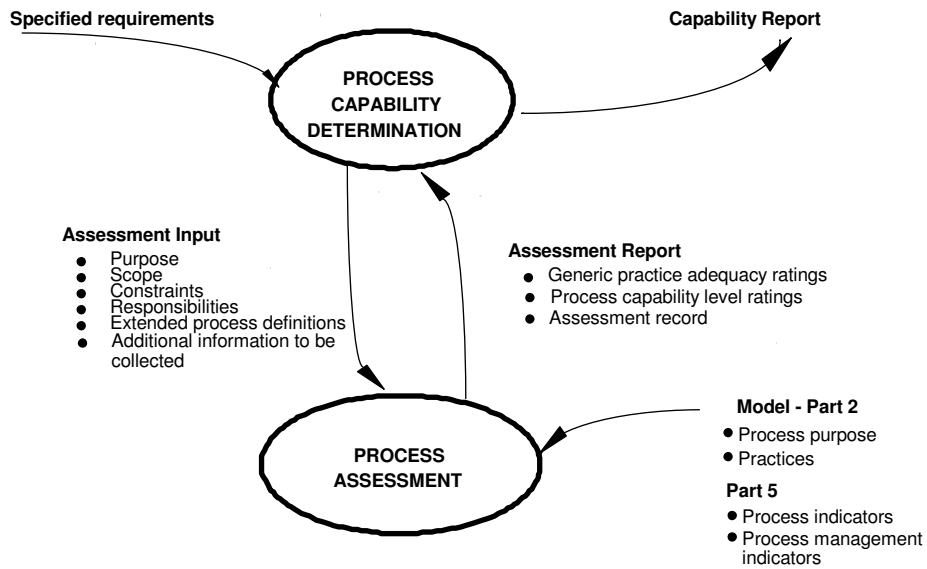 Specified requirements
Capability Report
PROCESS
CAPABILITY
DETERMINATION
Assessment Input
● Purpose
● Scope
● Constraints
● Responsibilities
● Extended process definitions
● Additional information to be
collected
Assessment Report
● Generic practice adequacy ratings
● Process capability level ratings
● Assessment record
PROCESS
ASSESSMENT
Model - Part 2
● Process purpose
● Practices
Part 5
● Process indicators
● Process management
indicators